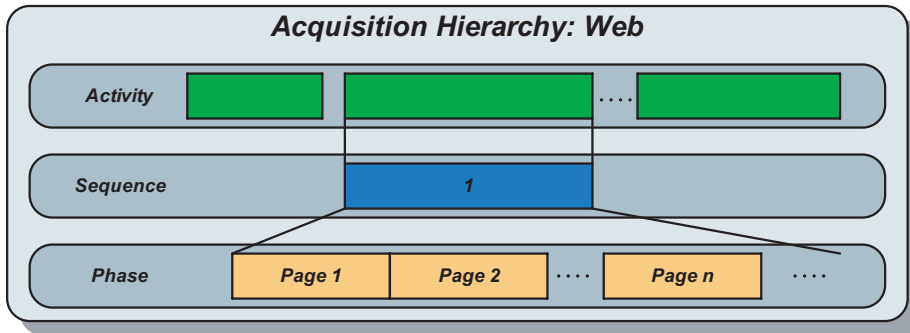 Acquisition Hierarchy: Web
Activity
....
Sequence
1
Phase
Page 1
Page 2
....
Page n
....